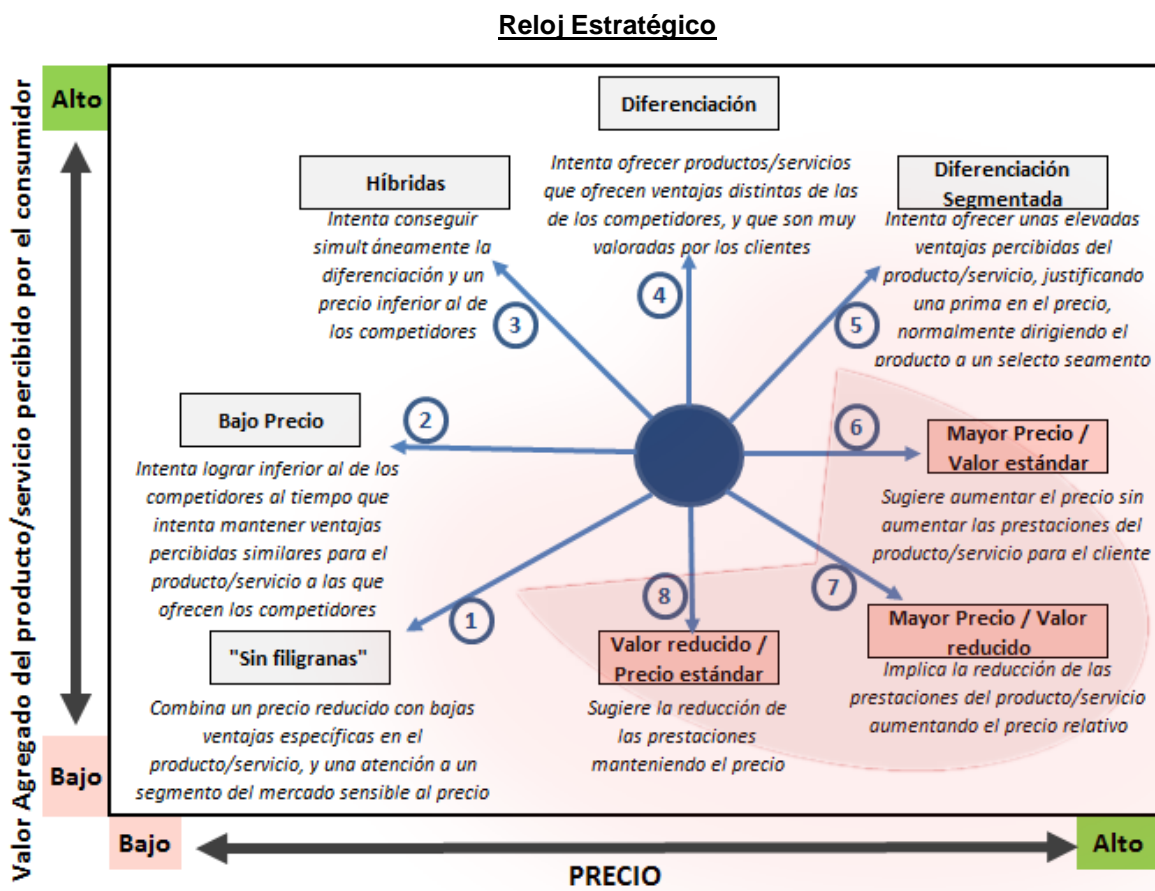 Reloj Estratégico
Valor Agregado del producto/servicio percibido por el consumidor
Alto
Bajo
Diferenciación
Intenta ofrecer productos/servicios
que ofrecen ventajas distintas de las
de los competidores, y que son muy
valoradas por los clientes
Híbridas
Intenta conseguir
simult áneamente la
diferenciación y un
precio inferior al de
los competidores
Diferenciación
Segmentada
Intenta ofrecer unas elevadas
ventajas percibidas del
producto/servicio, justificando
una prima en el precio,
normalmente dirigiendo el
producto a un selecto seamento
4
3
5
2
6
1
8
7
Bajo Precio
Intenta lograr inferior al de los
competidores al tiempo que
intenta mantener ventajas
percibidas similares para el
producto/servicio a las que
ofrecen los competidores
Mayor Precio /
Valor estándar
Sugiere aumentar el precio sin
aumentar las prestaciones del
producto/servicio para el cliente
"Sin filigranas"
Combina un precio reducido con bajas
ventajas específicas en el
producto/servicio, y una atención a un
segmento del mercado sensible al precio
Valor reducido /
Precio estándar
Sugiere la reducción de
las prestaciones
manteniendo el precio
Mayor Precio / Valor
reducido
Implica la reducción de las
prestaciones del producto/servicio
aumentando el precio relativo
Bajo
Alto
PRECIO